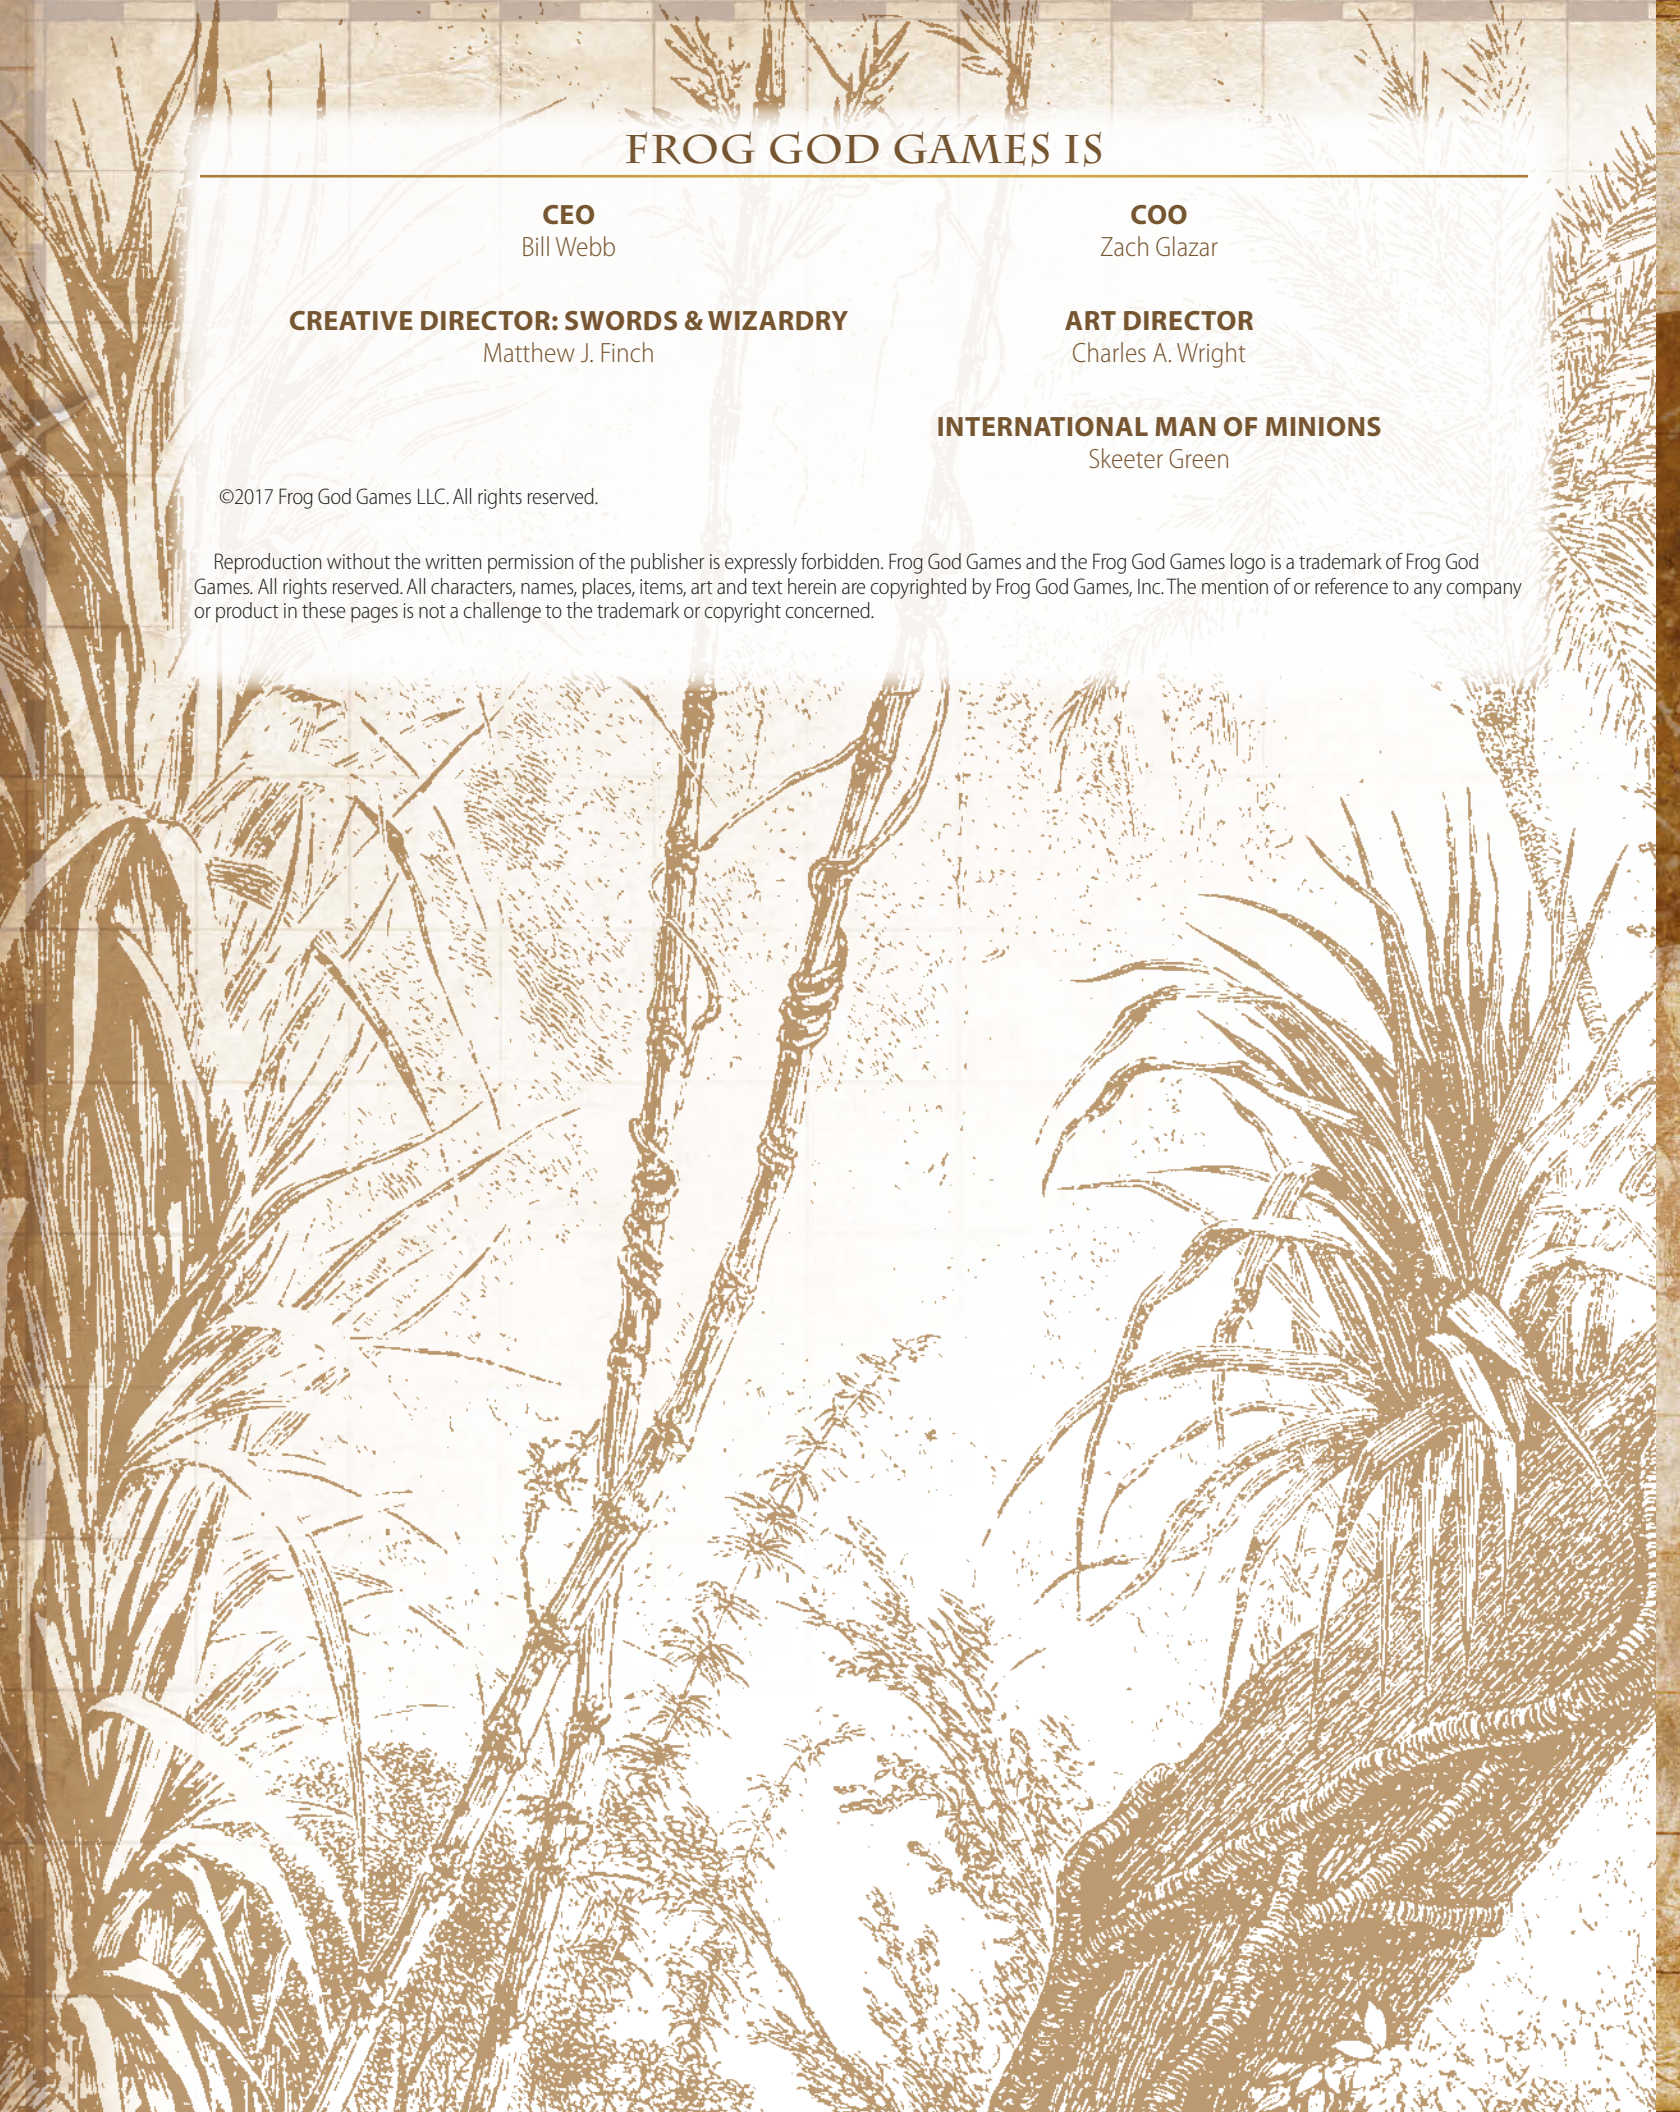 FROG GOD GAMES IS
CEO
Bill Webb
CREATIVE DIRECTOR: SWORDS & WIZARDRY
Matthew J. Finch
COO
Zach Glazar
ART DIRECTOR
Charles A. Wright
INTERNATIONAL MAN OF MINIONS
Skeeter Green
©2017 Frog God Games LLC. All rights reserved.
Reproduction without the written permission of the publisher is expressly forbidden. Frog God Games and the Frog God Games logo is a trademark of Frog God
Games. All rights reserved. All characters, names, places, items, art and text herein are copyrighted by Frog God Games, Inc. The mention of or reference to any company
or product in these pages is not a challenge to the trademark or copyright concerned.